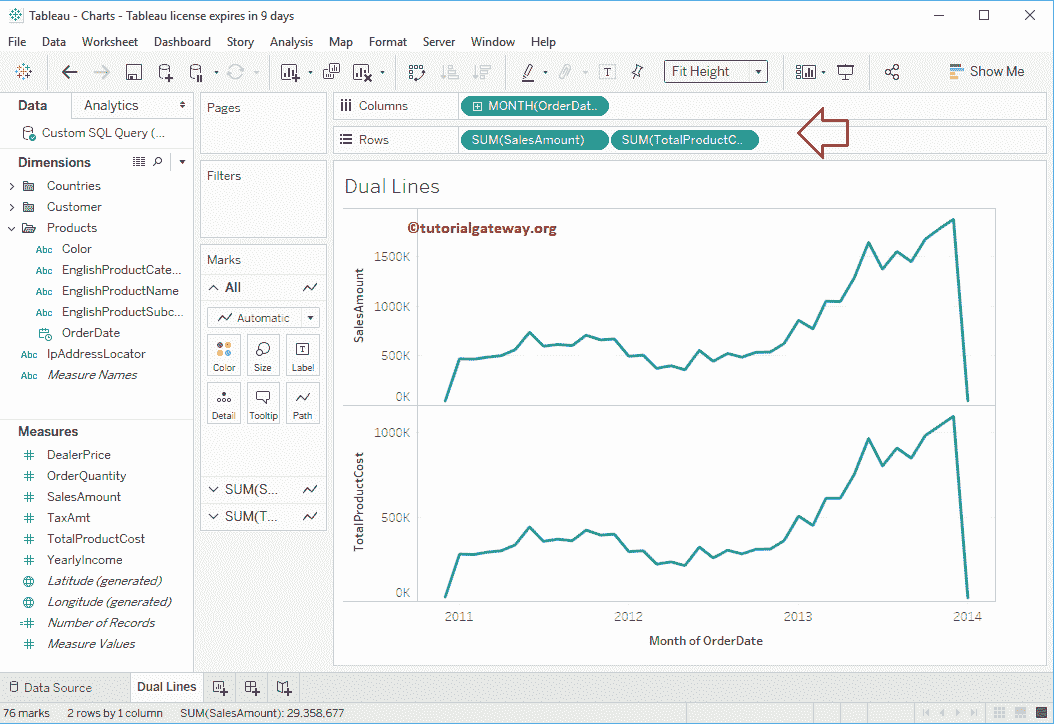 Tableau - Charts - Tableau license expires in 9 days
File Data Worksheet Dashboard Story Analysis Map Format Server Window Help
Fit Height
Show Me
Data Analytics
Custom SQL Query (...
Dimensions
Countries
Customer
Products
Abc Color
Abc EnglishProductCate...
Abc EnglishProductName
Abc EnglishProductSubc...
OrderDate
Abc IpAddressLocator
Abc Measure Names
Measures
DealerPrice
OrderQuantity
SalesAmount
TaxAmt
TotalProductCost
YearlyIncome
Latitude (generated)
Longitude (generated)
Number of Records
Measure Values
Pages
Filters
Marks
All
Automatic
Color Size Label
Detail Tooltip Path
SUM(S...
SUM(T...
Columns MONTH(OrderDat..
Rows SUM(SalesAmount) SUM(TotalProductC..
Dual Lines
©tutorialgateway.org
SalesAmount
1500K
1000K
500K
0K
TotalProductCost
1000K
500K
0K
2011 2012 2013 2014
Month of OrderDate
Data Source Dual Lines
76 marks 2 rows by 1 column SUM(SalesAmount): 29,358,677